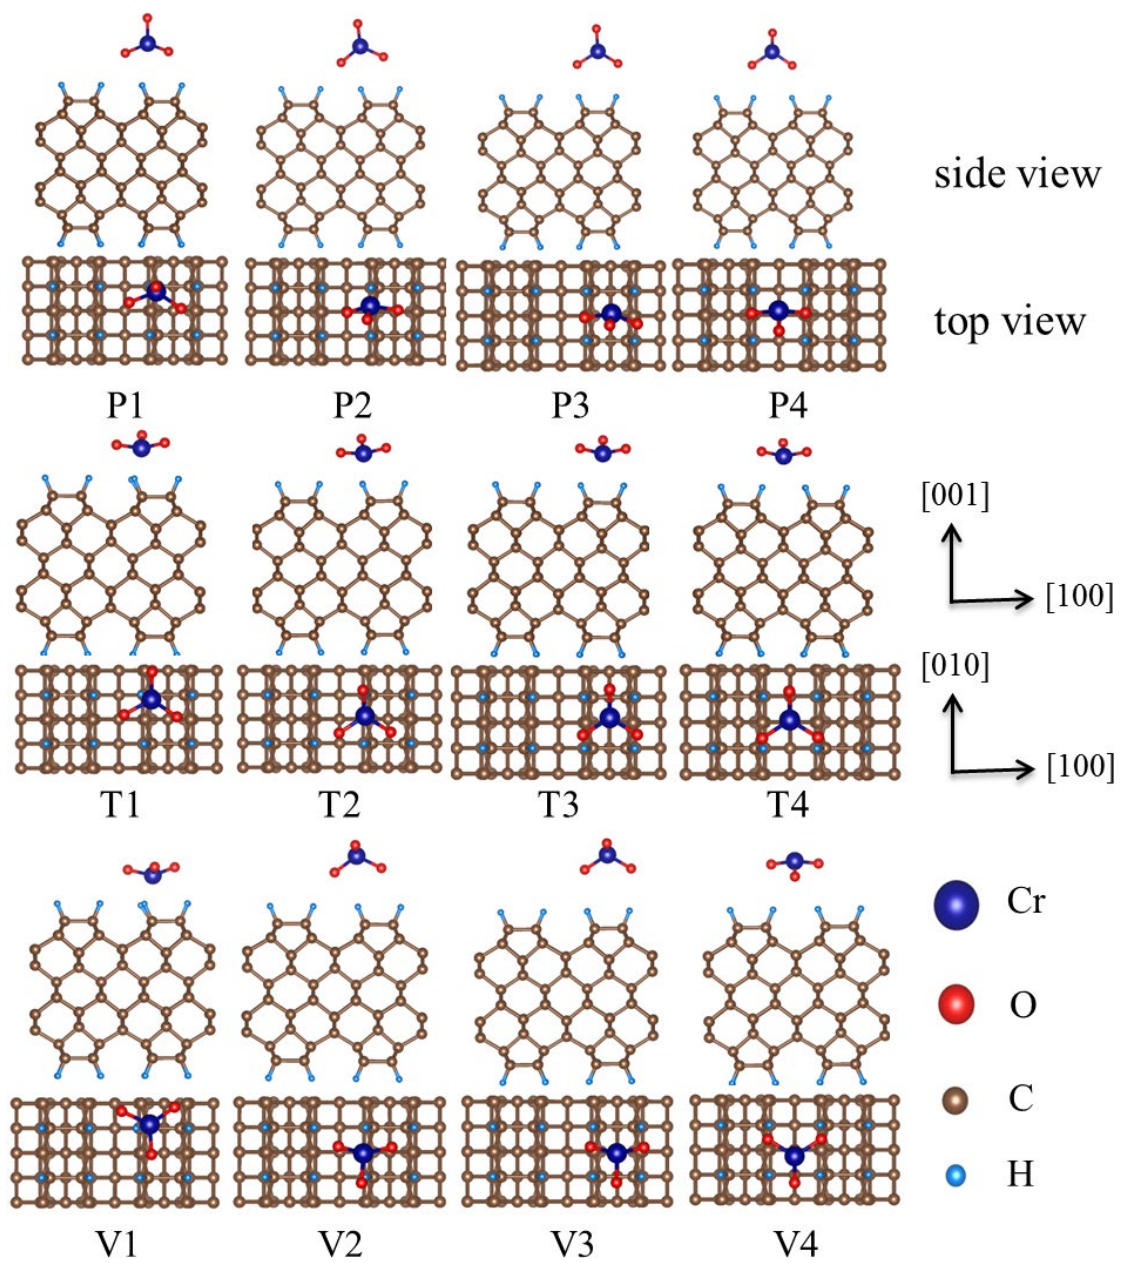 side view
top view
P1 P2 P3 P4
[001]
[100]
[010]
[100]
T1 T2 T3 T4
Cr
O
C
H
V1 V2 V3 V4